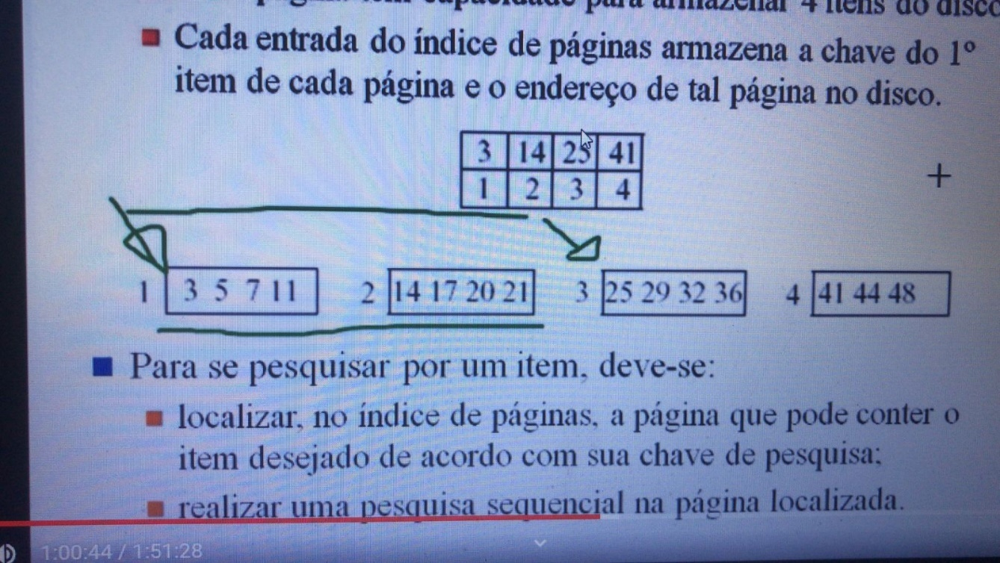 página tem capacidade para armazenar 4 itens do disco
Cada entrada do índice de páginas armazena a chave do 1º
item de cada página e o endereço de tal página no disco.
3 14 25 41
1 2 3 4
1 3 5 7 11 2 14 17 20 21 3 25 29 32 36 4 41 44 48
Para se pesquisar por um item, deve-se:
localizar, no índice de páginas, a página que pode conter o
item desejado de acordo com sua chave de pesquisa;
realizar uma pesquisa sequencial na página localizada.
1:00:44 / 1:51:28